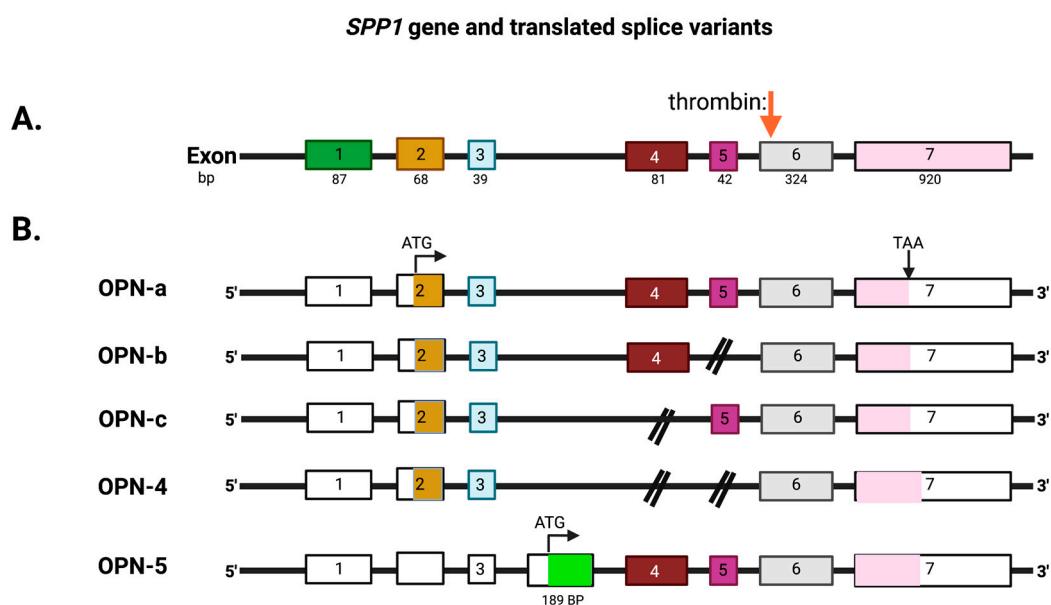 SPP1 gene and translated splice variants
A.
thrombin:
Exon 1 2 3 4 5 6 7
bp 87 68 39 81 42 324 920
B.
ATG TAA
OPN-a 5' 1 2 3 4 5 6 7 3'
OPN-b 5' 1 2 3 4 6 7 3'
OPN-c 5' 1 2 3 5 6 7 3'
OPN-4 5' 1 2 3 6 7 3'
ATG
OPN-5 5' 1 3 4 5 6 7 3'
189 BP